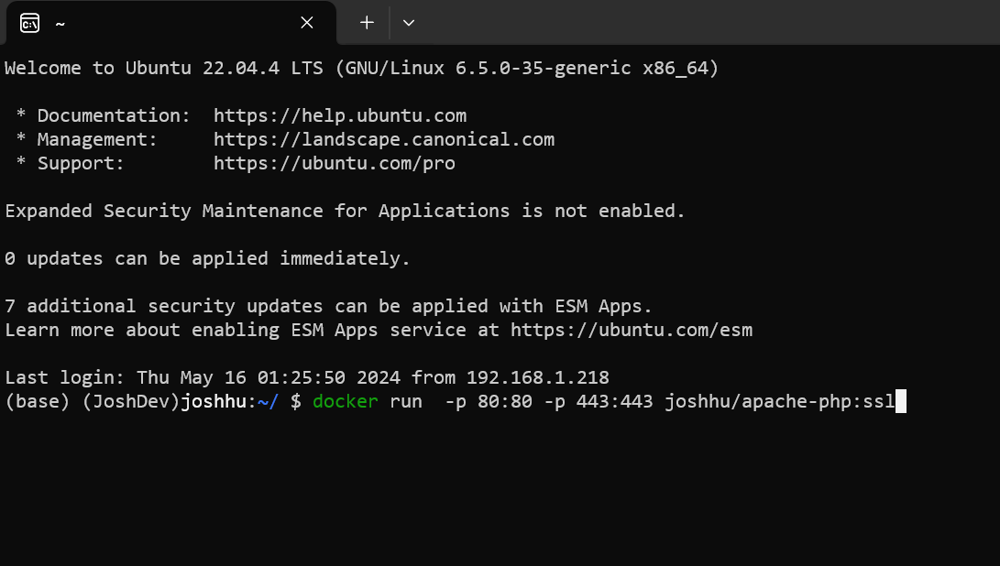 ~
Welcome to Ubuntu 22.04.4 LTS (GNU/Linux 6.5.0-35-generic x86_64)
* Documentation:  https://help.ubuntu.com
* Management:     https://landscape.canonical.com
* Support:        https://ubuntu.com/pro
Expanded Security Maintenance for Applications is not enabled.
0 updates can be applied immediately.
7 additional security updates can be applied with ESM Apps.
Learn more about enabling ESM Apps service at https://ubuntu.com/esm
Last login: Thu May 16 01:25:50 2024 from 192.168.1.218
(base) (JoshDev)joshhu:~/ $ docker run  -p 80:80 -p 443:443 joshhu/apache-php:ssl